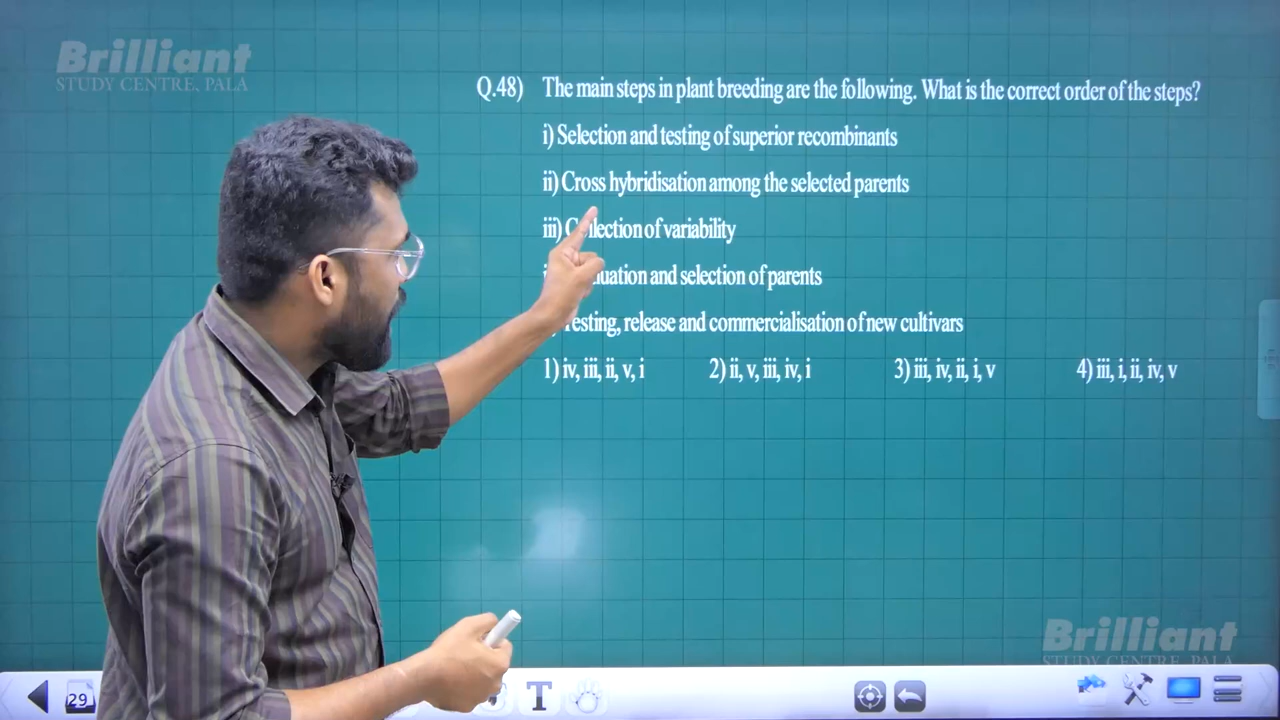 Brilliant
STUDY CENTRE, PALA
Q.48) The main steps in plant breeding are the following. What is the correct order of the steps?
i) Selection and testing of superior recombinants
ii) Cross hybridisation among the selected parents
iii) Collection of variability
and selection of parents
Testing, release and commercialisation of new cultivars
1) iv, iii, ii, v, i 2) ii, v, iii, iv, i 3) iii, iv, ii, i, v 4) iii, i, ii, iv, v
Brilliant
STUDY CENTRE, PALA
29 T